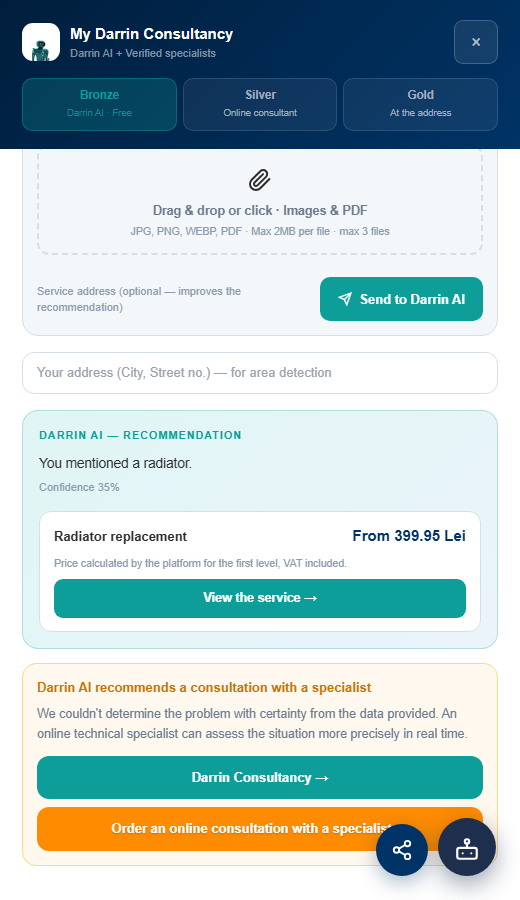 My Darrin Consultancy
Darrin AI + Verified specialists
×
Bronze
Darrin AI · Free
Silver
Online consultant
Gold
At the address
Drag & drop or click · Images & PDF
JPG, PNG, WEBP, PDF · Max 2MB per file · max 3 files
Service address (optional — improves the
recommendation)
Send to Darrin AI
Your address (City, Street no.) — for area detection
DARRIN AI — RECOMMENDATION
You mentioned a radiator.
Confidence 35%
Radiator replacement
From 399.95 Lei
Price calculated by the platform for the first level, VAT included.
View the service →
Darrin AI recommends a consultation with a specialist
We couldn't determine the problem with certainty from the data provided. An
online technical specialist can assess the situation more precisely in real time.
Darrin Consultancy →
Order an online consultation with a specialist